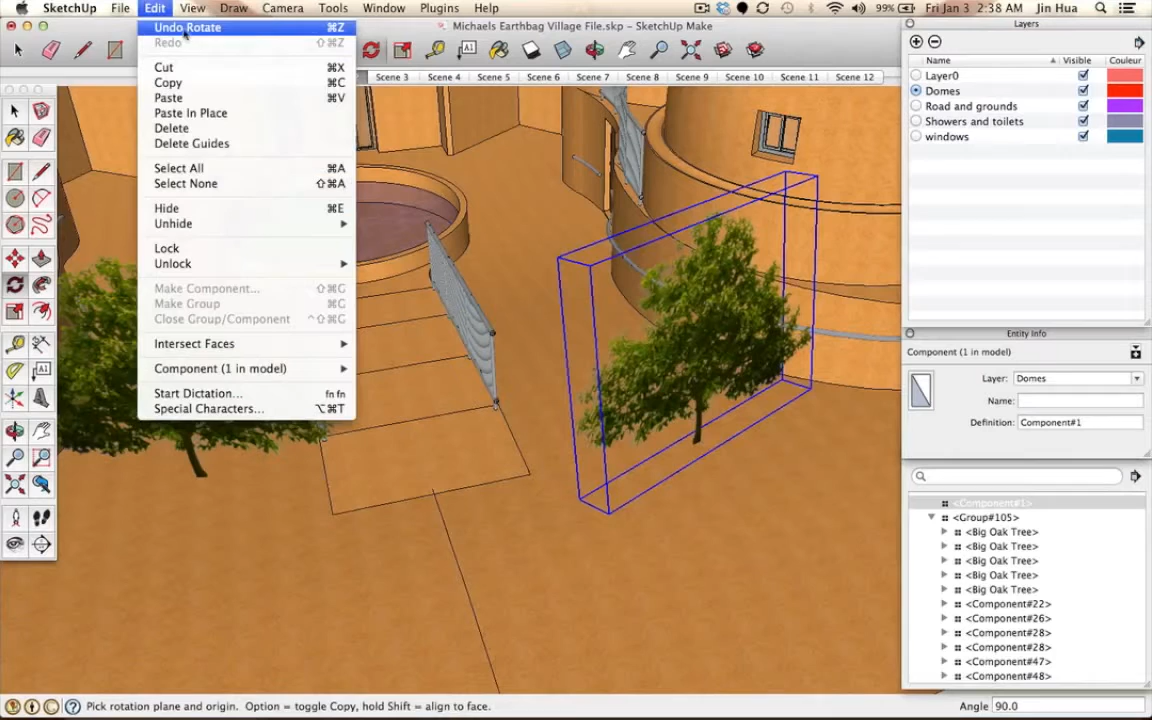 SketchUp File Edit View Draw Camera Tools Window Plugins Help 99% Fri Jan 3 2:38 AM Jin Hua
Michaels Earthbag Village File.skp – SketchUp Make
Undo Rotate ⌘Z
Redo ⇧⌘Z
Cut ⌘X
Copy ⌘C
Paste ⌘V
Paste In Place
Delete
Delete Guides
Select All ⌘A
Select None ⇧⌘A
Hide ⌘E
Unhide
Lock
Unlock
Make Component... ⇧⌘G
Make Group ⌘G
Close Group/Component ^⇧⌘G
Intersect Faces
Component (1 in model)
Start Dictation... fn fn
Special Characters... ⌥⌘T
A1
Scene 3 Scene 4 Scene 5 Scene 6 Scene 7 Scene 8 Scene 9 Scene 10 Scene 11 Scene 12
A1
Layers
Name Visible Couleur
Layer0
Domes
Road and grounds
Showers and toilets
windows
Entity Info
Component (1 in model)
Layer: Domes
Name:
Definition: Component#1
<Component#1>
<Group#105>
<Big Oak Tree>
<Big Oak Tree>
<Big Oak Tree>
<Big Oak Tree>
<Big Oak Tree>
<Component#22>
<Component#26>
<Component#28>
<Component#28>
<Component#47>
<Component#48>
Pick rotation plane and origin. Option = toggle Copy, hold Shift = align to face.
Angle 90.0